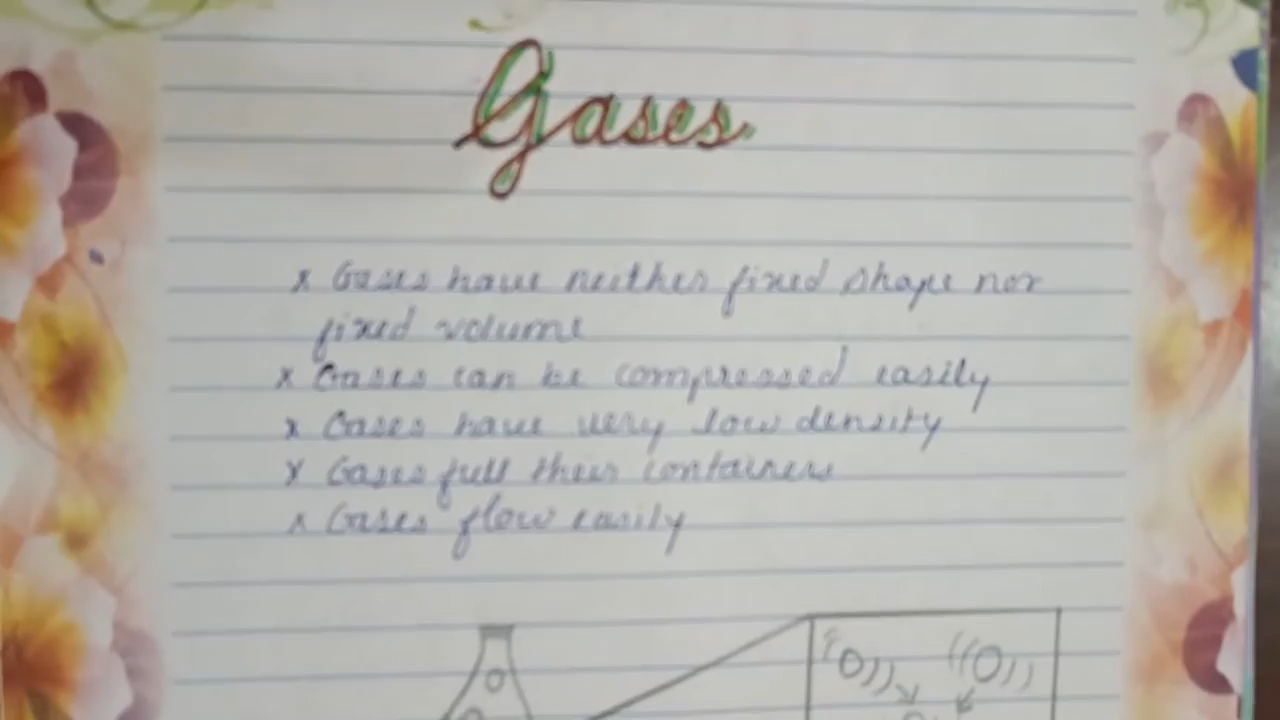 Gases.
x Gases have neither fixed shape nor
fixed volume
x Gases can be compressed easily
x Gases have very low density
x Gases full their containers
x Gases flow easily